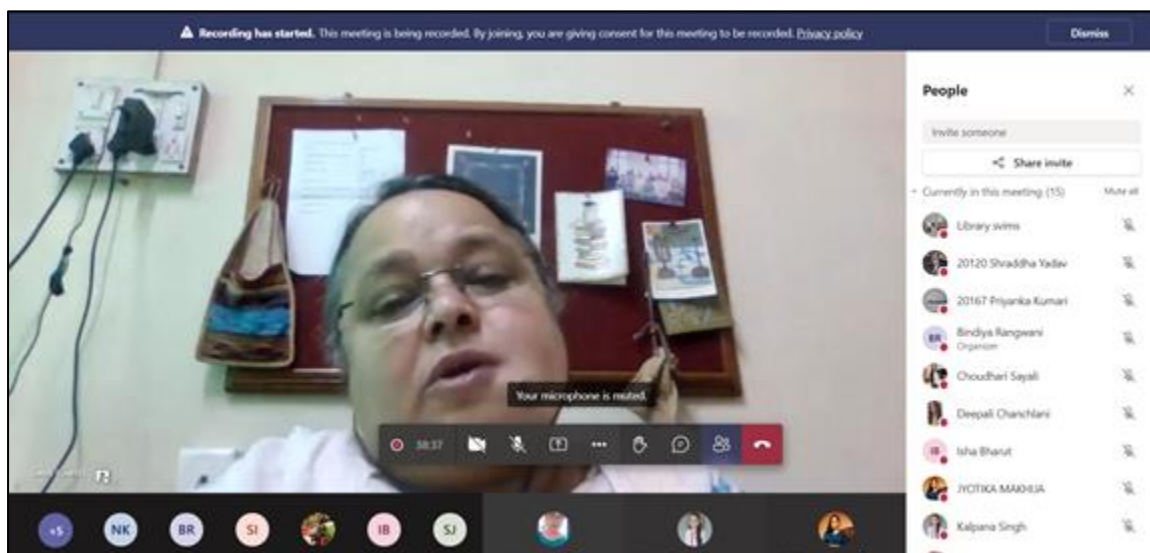 Recording has started. This meeting is being recorded. By joining, you are giving consent for this meeting to be recorded. Privacy policy
Dismiss
People
Invite someone
Share invite
Currently in this meeting (15)
Mute all
Library svims
20120 Shraddha Yadav
20167 Priyanka Kumari
BR
Bindiya Rangwani
Organizer
Choudhari Sayali
Deepali Chanchlani
IB
Isha Bharut
JYOTIKA MAKHIJA
Kalpana Singh
Your microphone is muted.
38:37
+5
NK
BR
SI
IB
SJ